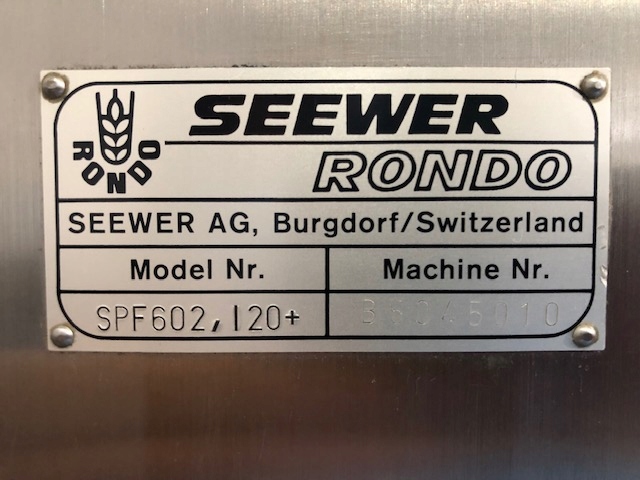 RONDO
SEEWER
RONDO
SEEWER AG, Burgdorf/Switzerland
Model Nr.
Machine Nr.
SPF602,120+